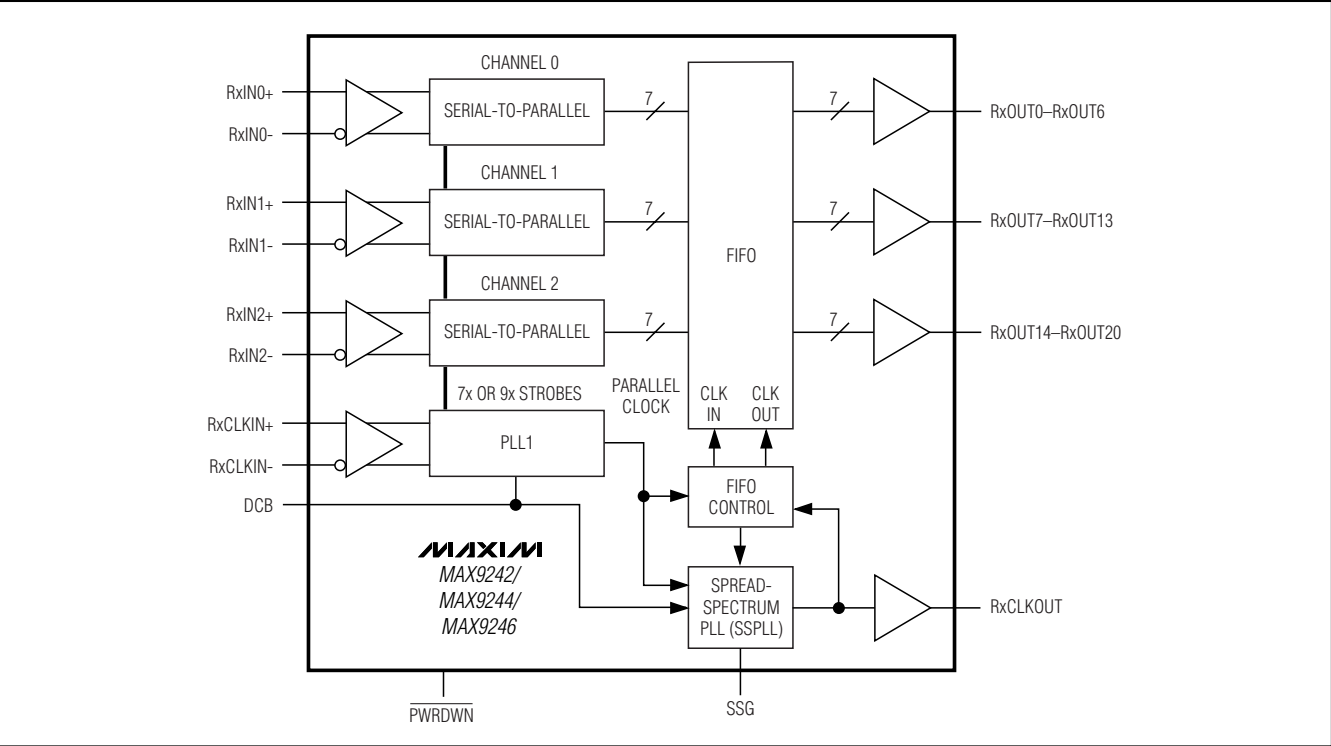 CHANNEL 0
RxIN0+
RxIN0-
SERIAL-TO-PARALLEL
7
7
RxOUT0–RxOUT6
CHANNEL 1
RxIN1+
RxIN1-
SERIAL-TO-PARALLEL
7
7
RxOUT7–RxOUT13
FIFO
CHANNEL 2
RxIN2+
RxIN2-
SERIAL-TO-PARALLEL
7
7
RxOUT14–RxOUT20
7x OR 9x STROBES
PARALLEL
CLOCK
CLK
IN
CLK
OUT
RxCLKIN+
RxCLKIN-
PLL1
DCB
FIFO
CONTROL
MAXIM
MAX9242/
MAX9244/
MAX9246
SPREAD-
SPECTRUM
PLL (SSPLL)
RxCLKOUT
PWRDWN
SSG